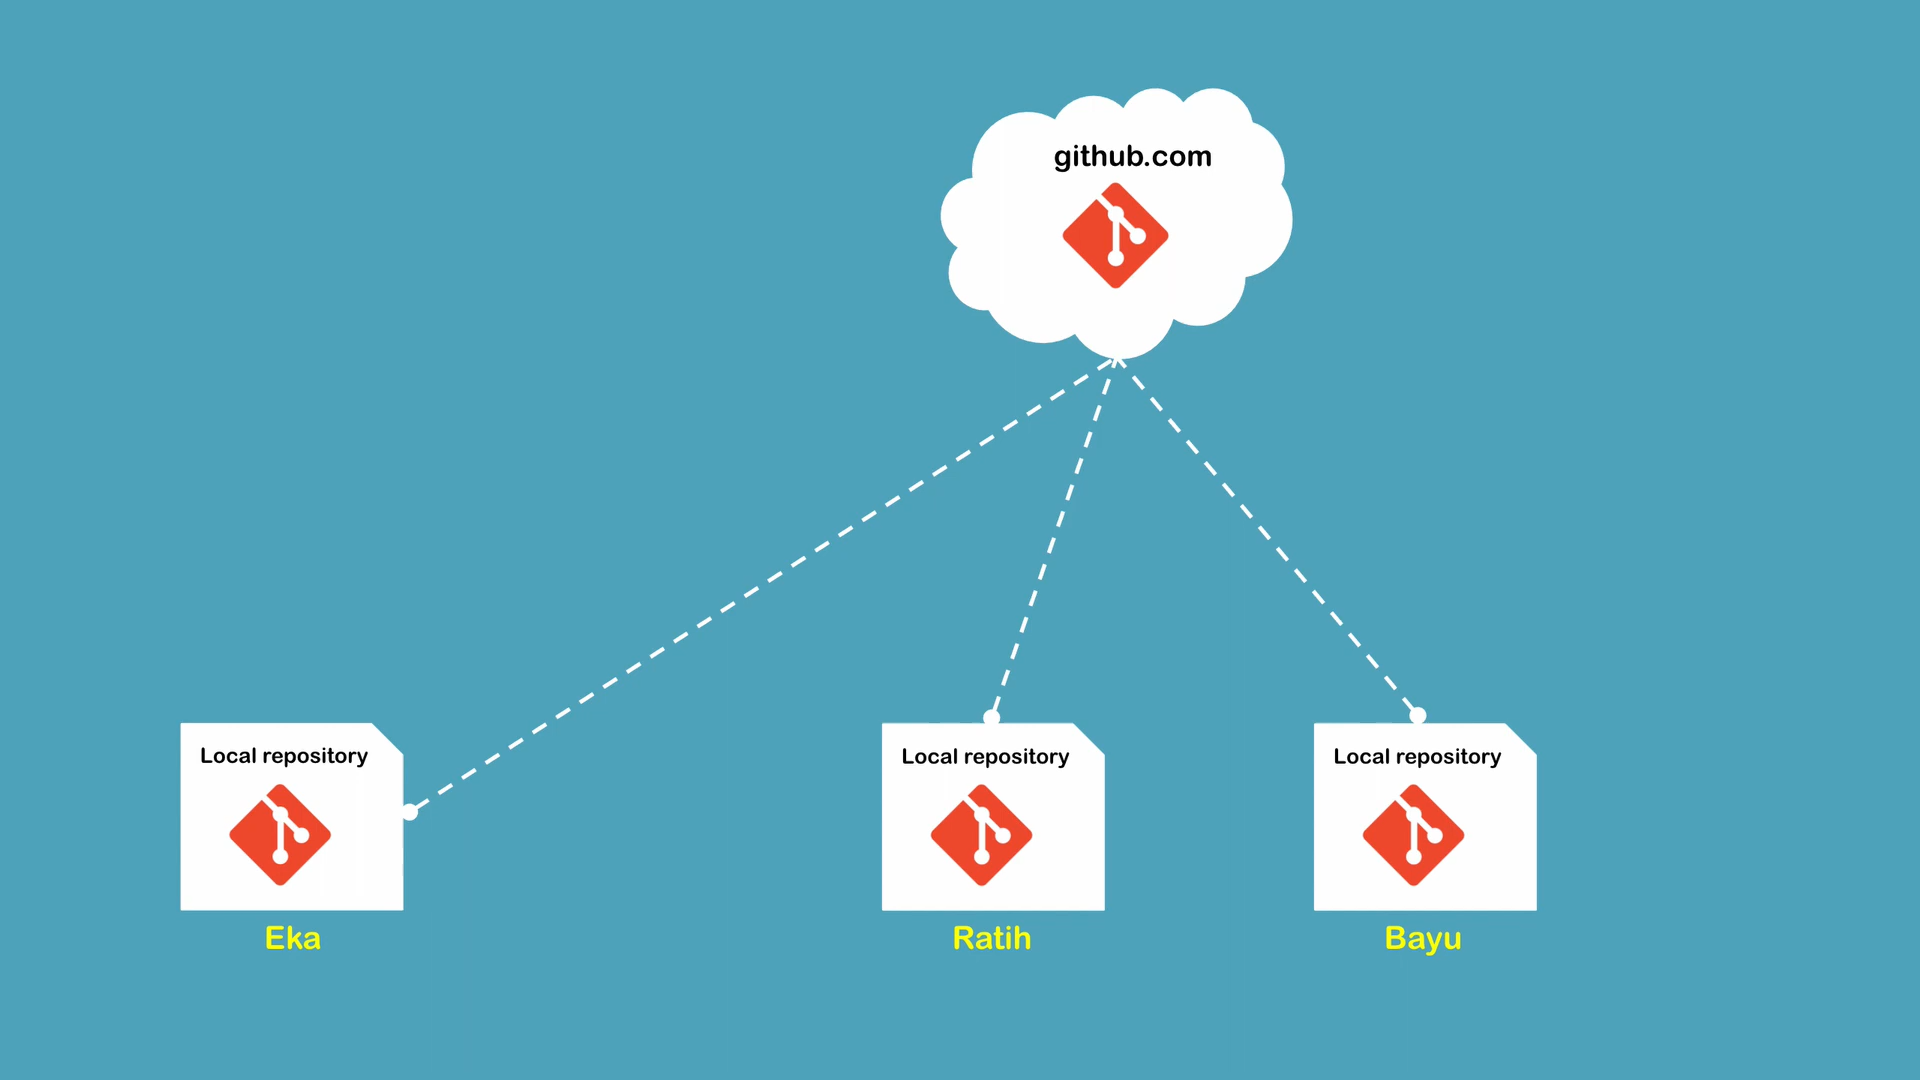 github.com
Local repository
Local repository
Local repository
Eka
Ratih
Bayu